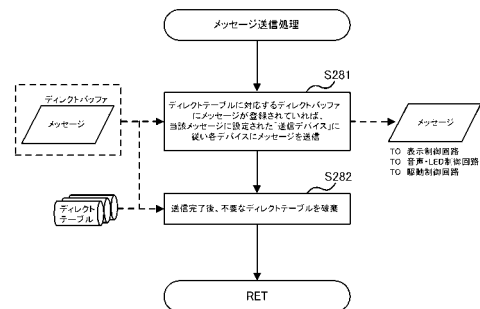 メッセージ送信処理
S281
ディレクトバッファ
メッセージ
ディレクトテーブルに対応するディレクトバッファ
にメッセージが登録されていれば、
当該メッセージに設定された「送信デバイス」に
従い各デバイスにメッセージを送信
メッセージ
TO 表示制御回路
TO 音声・LED制御回路
TO 駆動制御回路
S282
ディレクト
テーブル
送信完了後、不要なディレクトテーブルを破棄
RET